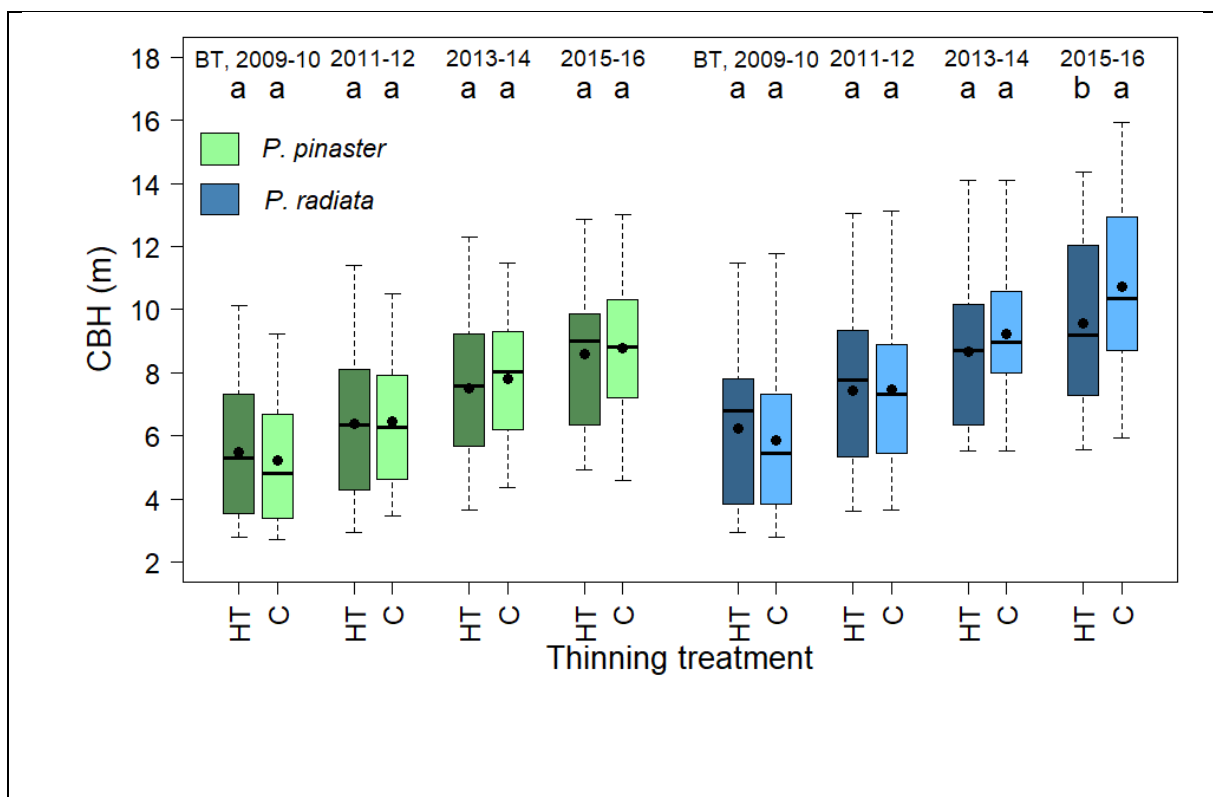 BT, 2009-10 2011-12 2013-14 2015-16 BT, 2009-10 2011-12 2013-14 2015-16
a a a a a a a a a a a a a a b a
P. pinaster
P. radiata
CBH (m)
18
16
14
12
10
8
6
4
2
HT C HT C HT C HT C HT C HT C HT C HT C
Thinning treatment